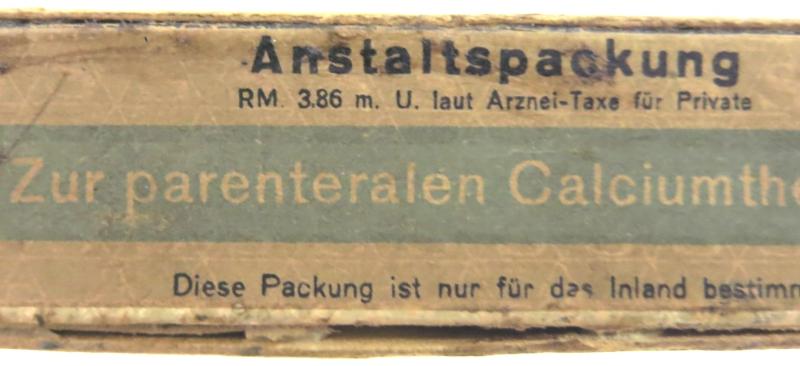 Anstaltspackung
RM. 3.86 m. U. laut Arznei-Taxe für Private
Zur parenteralen Calciumthe
Diese Packung ist nur für das Inland bestimm